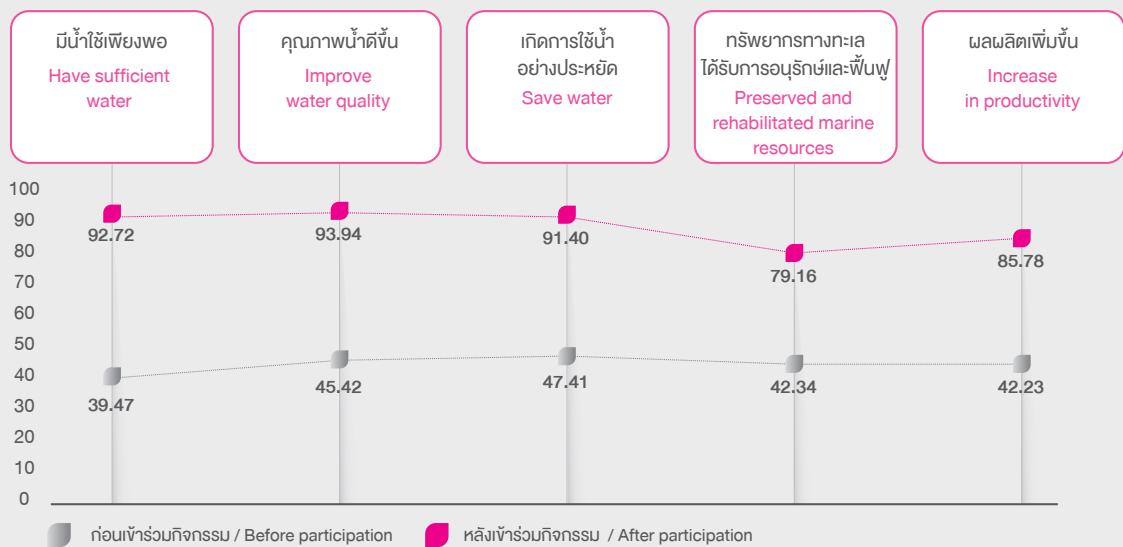 มีน้ำใช้เพียงพอ
Have sufficient
water
คุณภาพน้ำดีขึ้น
Improve
water quality
เกิดการใช้น้ำ
อย่างประหยัด
Save water
ทรัพยากรทางทะเล
ได้รับการอนุรักษ์และฟื้นฟู
Preserved and
rehabilitated marine
resources
ผลผลิตเพิ่มขึ้น
Increase
in productivity
100
90
80
70
60
50
40
30
20
10
0
92.72
93.94
91.40
79.16
85.78
39.47
45.42
47.41
42.34
42.23
ก่อนเข้าร่วมกิจกรรม / Before participation
หลังเข้าร่วมกิจกรรม / After participation